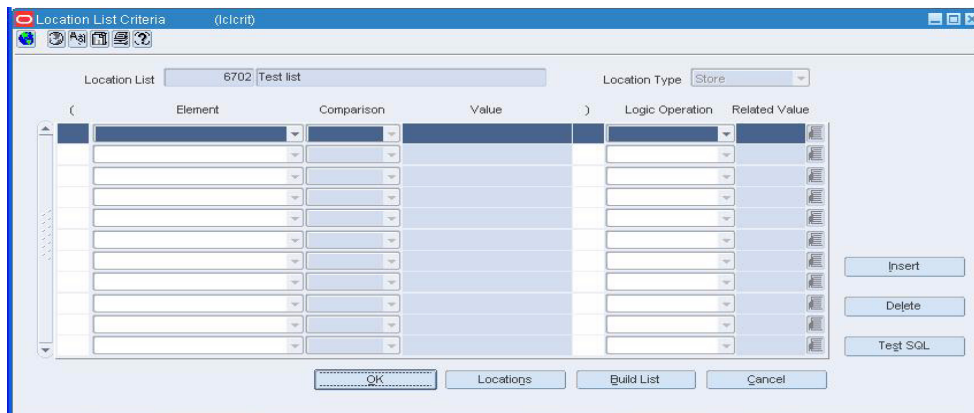 Location List Criteria (lclcrit)
Location List 6702 Test list Location Type Store
( Element Comparison Value ) Logic Operation Related Value
Insert
Delete
Test SQL
OK Locations Build List Cancel